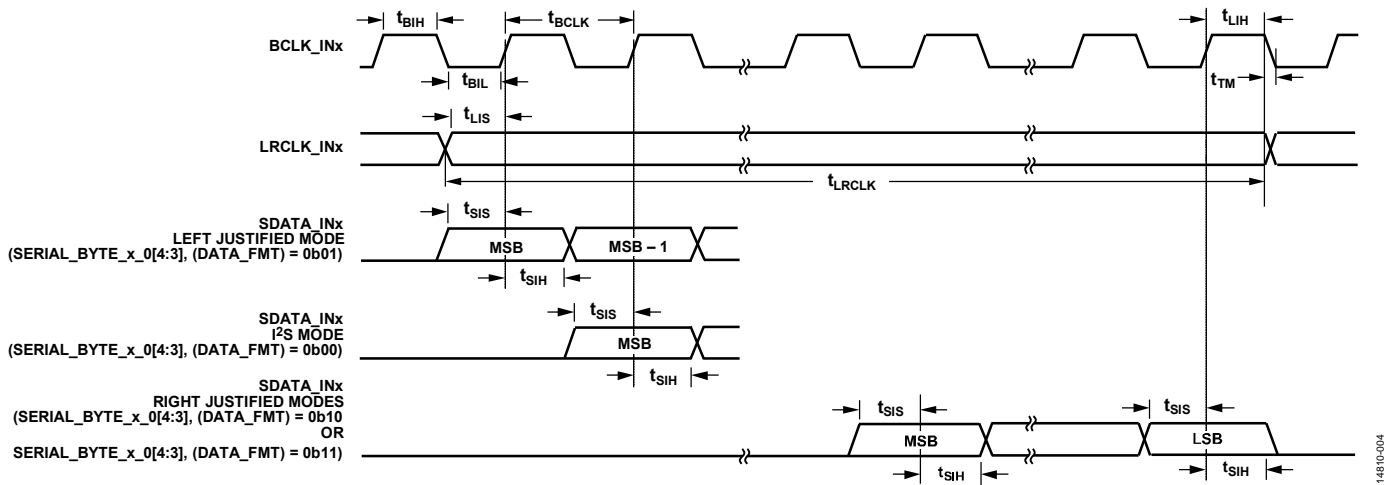 tBIH
tBCLK
tLIH
BCLK_INx
tBIL
tTM
tLIS
LRCLK_INx
tLRCLK
SDATA_INx
LEFT JUSTIFIED MODE
(SERIAL_BYTE_x_0[4:3], (DATA_FMT) = 0b01)
tSIS
MSB
MSB – 1
tSIH
SDATA_INx
I²S MODE
(SERIAL_BYTE_x_0[4:3], (DATA_FMT) = 0b00)
tSIS
MSB
tSIH
SDATA_INx
RIGHT JUSTIFIED MODES
(SERIAL_BYTE_x_0[4:3], (DATA_FMT) = 0b10
OR
SERIAL_BYTE_x_0[4:3], (DATA_FMT) = 0b11)
tSIS
tSIS
MSB
LSB
tSIH
tSIH
14810-004